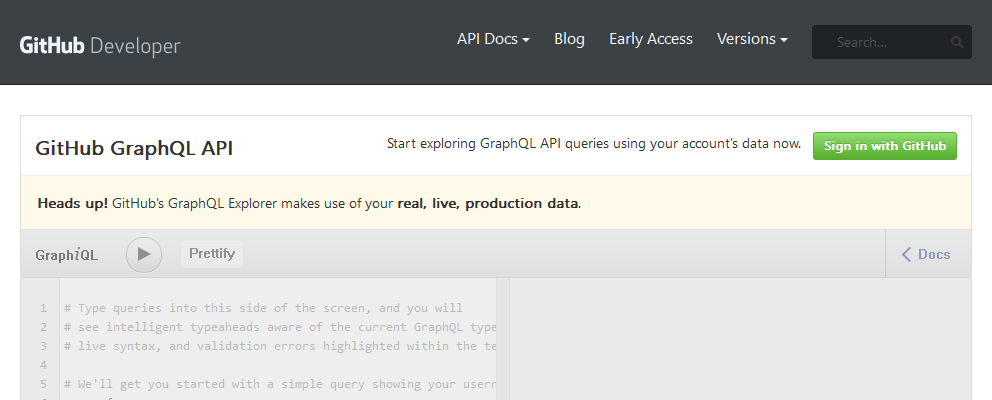 GitHub Developer
API Docs
Blog
Early Access
Versions
Search...
GitHub GraphQL API
Start exploring GraphQL API queries using your account's data now.
Sign in with GitHub
Heads up! GitHub's GraphQL Explorer makes use of your real, live, production data.
GraphiQL
Prettify
Docs
1 # Type queries into this side of the screen, and you will
2 # see intelligent typeaheads aware of the current GraphQL type
3 # live syntax, and validation errors highlighted within the te
4
5 # We'll get you started with a simple query showing your usern